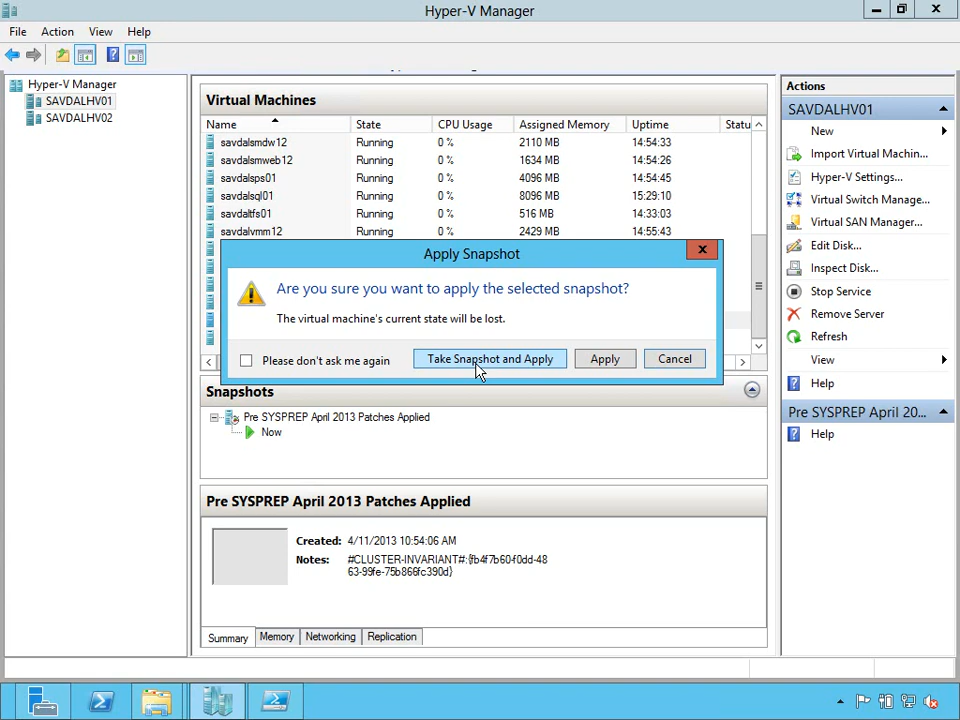 Hyper-V Manager
File Action View Help
Hyper-V Manager
SAVDALHV01
SAVDALHV02
Virtual Machines
Name State CPU Usage Assigned Memory Uptime Statu
savdalsmdw12 Running 0 % 2110 MB 14:54:33
savdalsmweb12 Running 0 % 1634 MB 14:54:26
savdalsps01 Running 0 % 4096 MB 14:54:45
savdalsql01 Running 0 % 8096 MB 15:29:10
savdaltfs01 Running 0 % 516 MB 14:33:03
savdalvmm12 Running 0 % 2429 MB 14:55:43
Apply Snapshot
Are you sure you want to apply the selected snapshot?
The virtual machine's current state will be lost.
Please don't ask me again Take Snapshot and Apply Apply Cancel
Snapshots
Pre SYSPREP April 2013 Patches Applied
Now
Pre SYSPREP April 2013 Patches Applied
Created: 4/11/2013 10:54:06 AM
Notes: #CLUSTER-INVARIANT#:{fb4f7b60-f0dd-48
63-99fe-75b866fc390d}
Summary Memory Networking Replication
Actions
SAVDALHV01
New
Import Virtual Machin...
Hyper-V Settings...
Virtual Switch Manage...
Virtual SAN Manager...
Edit Disk...
Inspect Disk...
Stop Service
Remove Server
Refresh
View
Help
Pre SYSPREP April 20...
Help